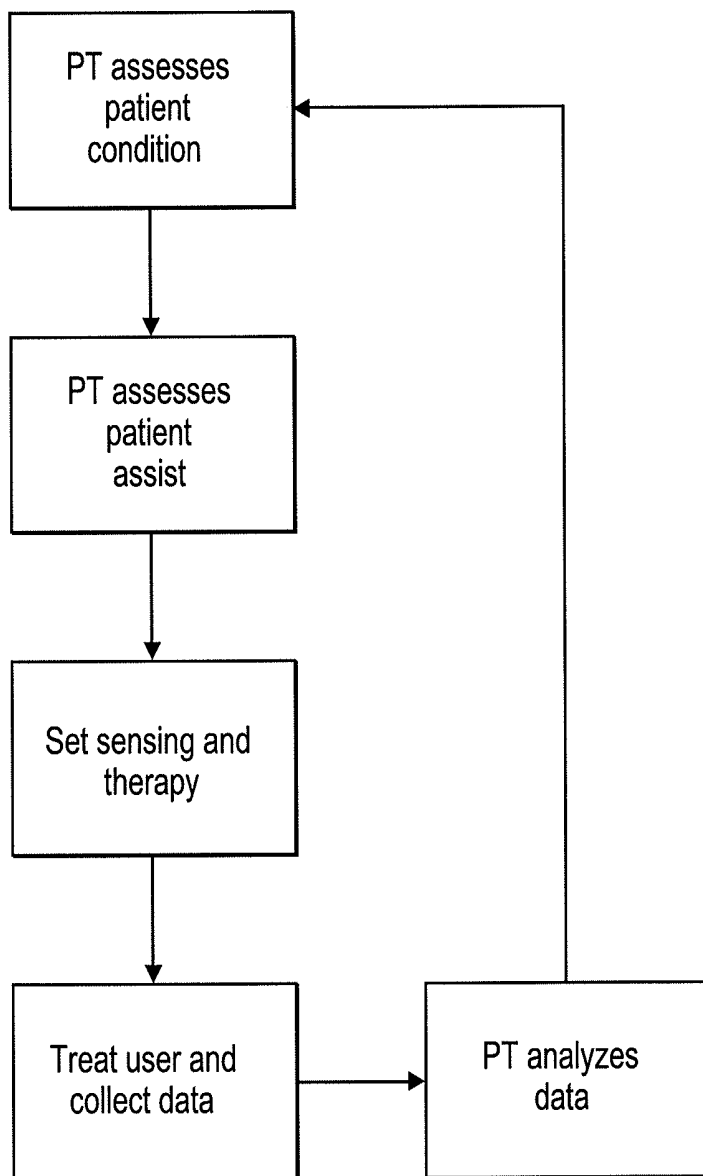 PT assesses
patient
condition
PT assesses
patient
assist
Set sensing and
therapy
Treat user and
collect data
PT analyzes
data